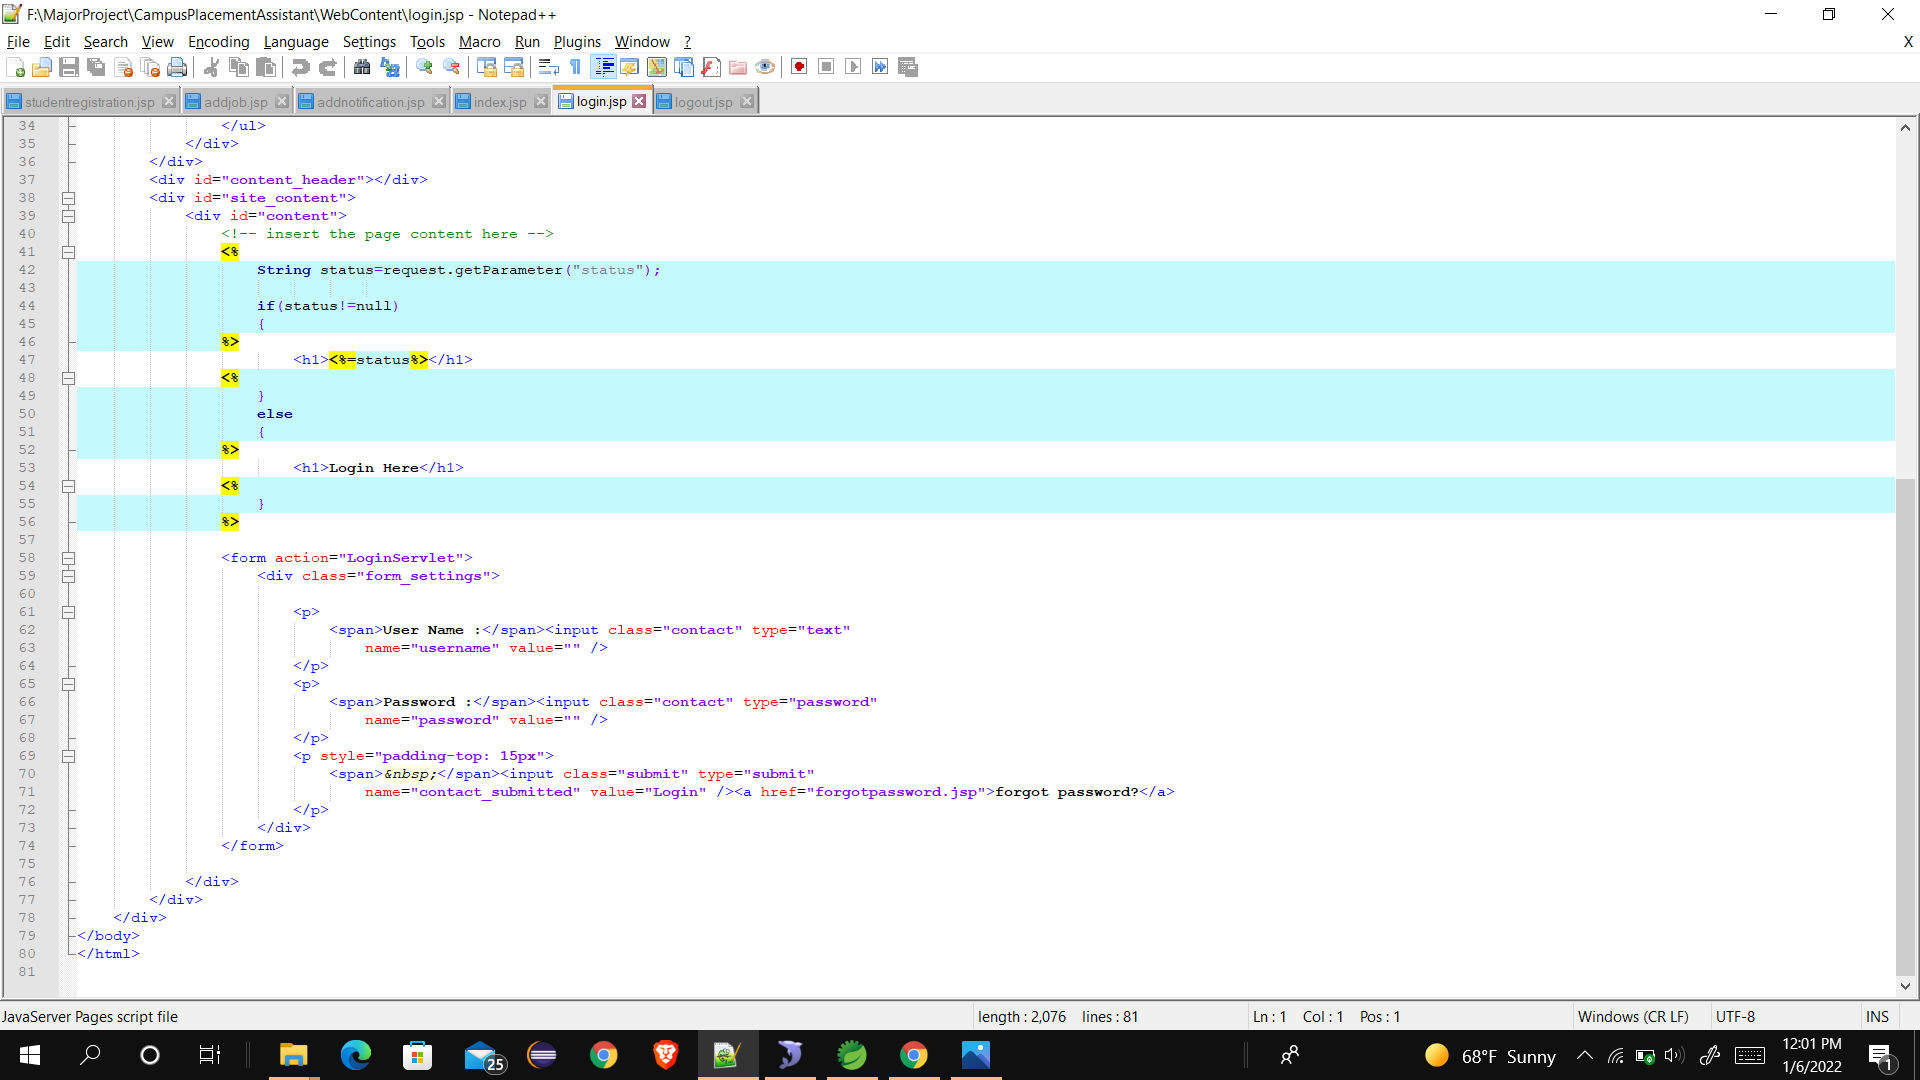 F:\MajorProject\CampusPlacementAssistant\WebContent\login.jsp - Notepad++
File Edit Search View Encoding Language Settings Tools Macro Run Plugins Window ? X
studentregistration.jsp addjob.jsp addnotification.jsp index.jsp login.jsp logout.jsp
34 </ul>
35 </div>
36 </div>
37 <div id="content_header"></div>
38 <div id="site_content">
39 <div id="content">
40 <!-- insert the page content here -->
41 <%
42 String status=request.getParameter("status");
43
44 if(status!=null)
45 {
46 %>
47 <h1><%=status%></h1>
48 <%
49 }
50 else
51 {
52 %>
53 <h1>Login Here</h1>
54 <%
55 }
56 %>
57
58 <form action="LoginServlet">
59 <div class="form_settings">
60
61 <p>
62 <span>User Name :</span><input class="contact" type="text"
63 name="username" value="" />
64 </p>
65 <p>
66 <span>Password :</span><input class="contact" type="password"
67 name="password" value="" />
68 </p>
69 <p style="padding-top: 15px">
70 <span>&nbsp;</span><input class="submit" type="submit"
71 name="contact_submitted" value="Login" /><a href="forgotpassword.jsp">forgot password?</a>
72 </p>
73 </div>
74 </form>
75
76 </div>
77 </div>
78 </div>
79 </body>
80 </html>
81
JavaServer Pages script file length : 2,076 lines : 81 Ln : 1 Col : 1 Pos : 1 Windows (CR LF) UTF-8 INS
25 68°F Sunny 12:01 PM
1/6/2022 1